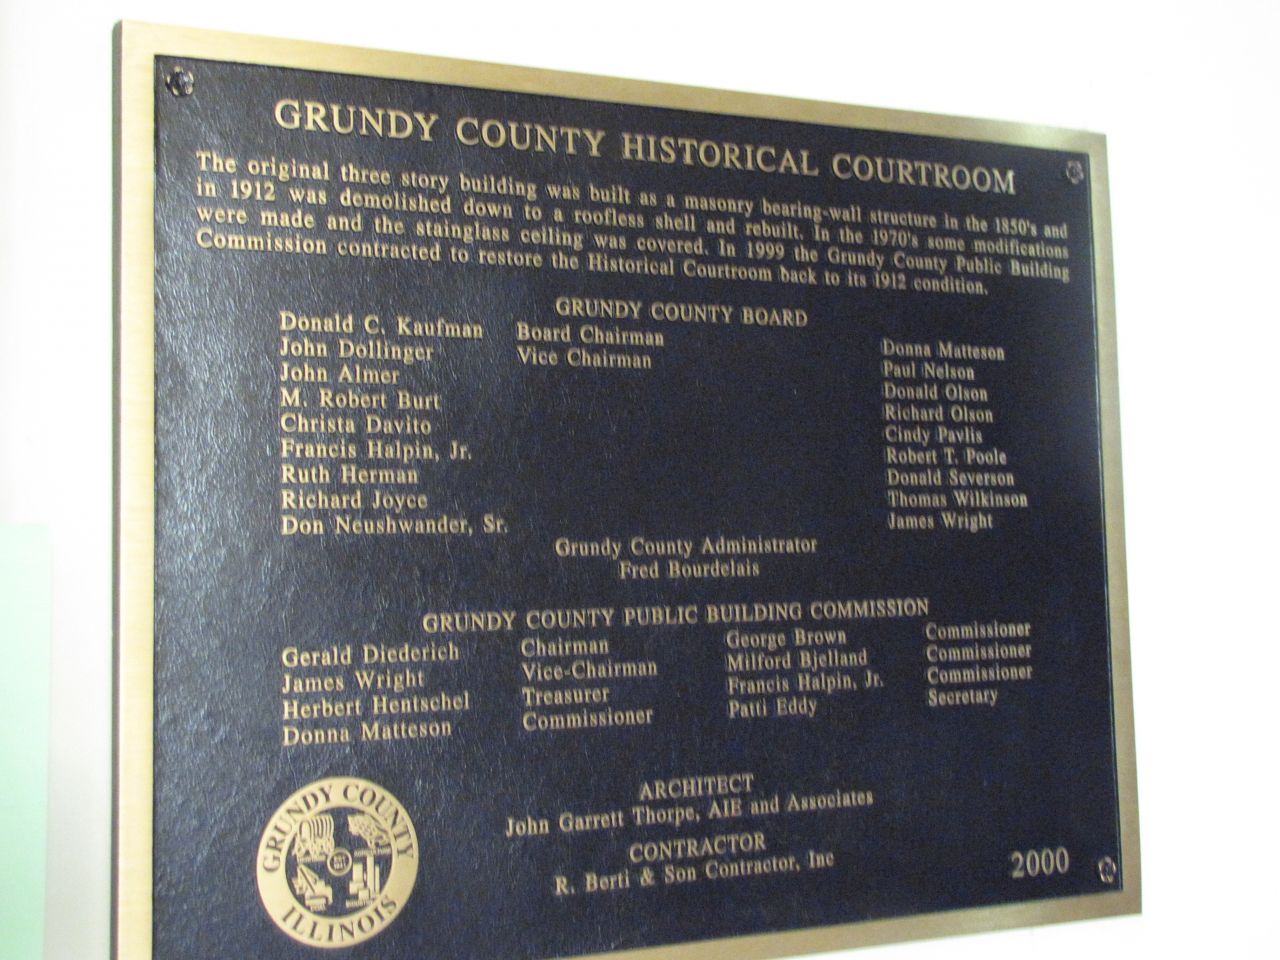 GRUNDY COUNTY HISTORICAL COURTROOM
The original three story building was built as a masonry bearing-wall structure in the 1850's and
in 1912 was demolished down to a roofless shell and rebuilt. In the 1970's some modifications
were made and the stainglass ceiling was covered. In 1999 the Grundy County Public Building
Commission contracted to restore the Historical Courtroom back to its 1912 condition.
GRUNDY COUNTY BOARD
Donald C. Kaufman Board Chairman
John Dollinger Vice Chairman Donna Matteson
John Almer Paul Nelson
M. Robert Burt Donald Olson
Christa Davito Richard Olson
Francis Halpin, Jr. Cindy Pavlis
Ruth Herman Robert T. Poole
Richard Joyce Donald Severson
Don Neushwander, Sr. Thomas Wilkinson
James Wright
Grundy County Administrator
Fred Bourdelais
GRUNDY COUNTY PUBLIC BUILDING COMMISSION
Gerald Diederich Chairman George Brown Commissioner
James Wright Vice-Chairman Milford Bjelland Commissioner
Herbert Hentschel Treasurer Francis Halpin, Jr. Commissioner
Donna Matteson Commissioner Patti Eddy Secretary
ARCHITECT
John Garrett Thorpe, AIE and Associates
CONTRACTOR
R. Berti & Son Contractor, Inc
2000
GRUNDY COUNTY
ILLINOIS